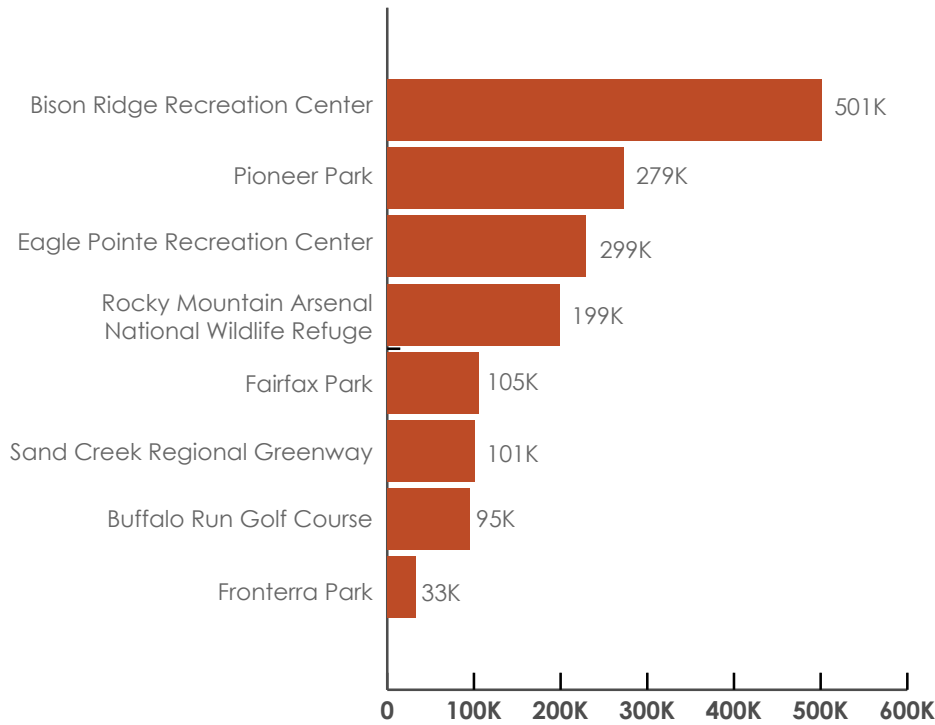 Bison Ridge Recreation Center
501K
Pioneer Park
279K
Eagle Pointe Recreation Center
299K
Rocky Mountain Arsenal
National Wildlife Refuge
199K
Fairfax Park
105K
Sand Creek Regional Greenway
101K
Buffalo Run Golf Course
95K
Fronterra Park
33K
0 100K 200K 300K 400K 500K 600K